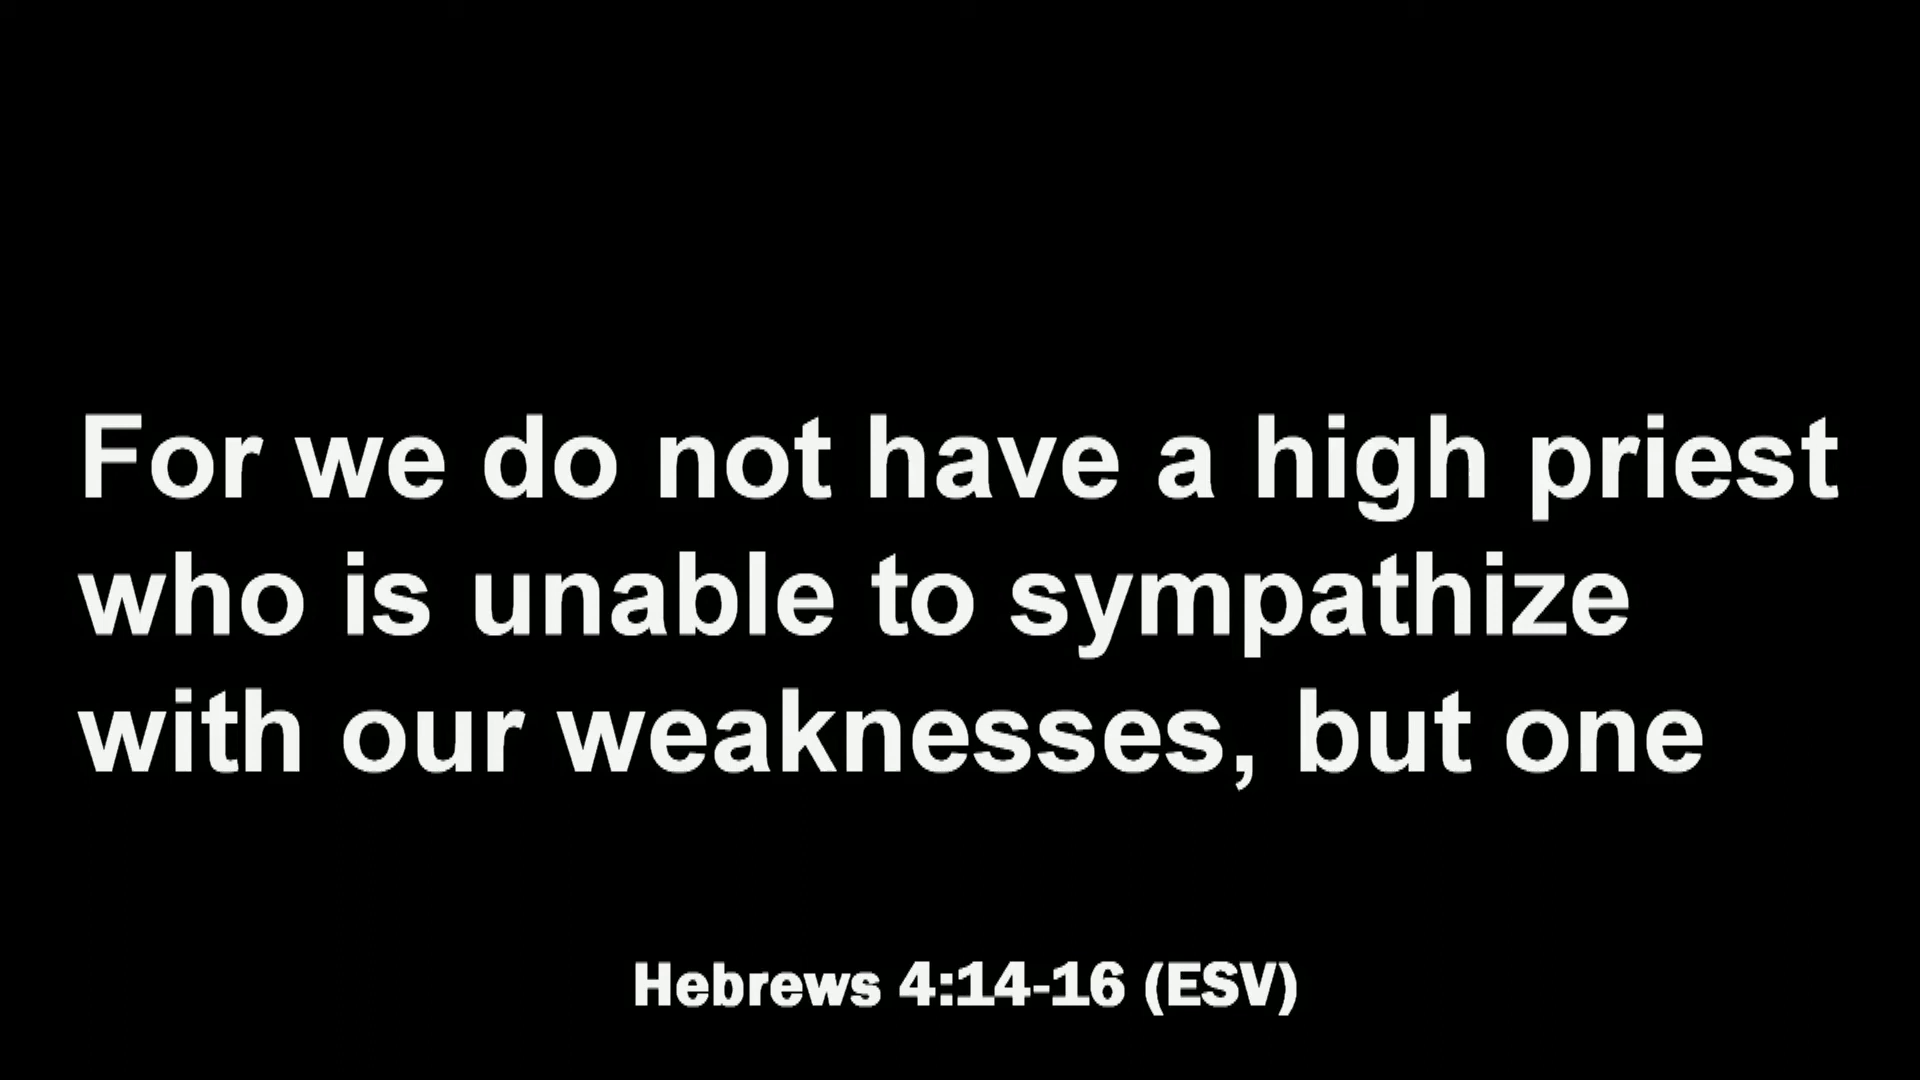 For we do not have a high priest
who is unable to sympathize
with our weaknesses, but one
Hebrews 4:14-16 (ESV)